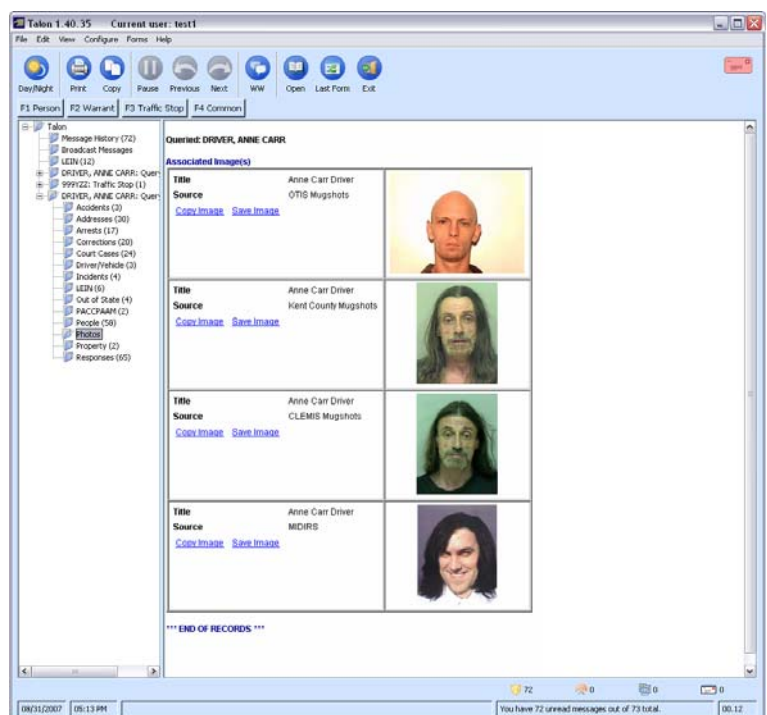 Talon 1.40.35 Current user: test1
File Edit View Configure Forms Help
Day/Night Print Copy Pause Previous Next WW Open Last Form Exit
F1 Person F2 Warrant F3 Traffic Stop F4 Common
Talon
Message History (72)
Broadcast Messages
LEIN (12)
DRIVER, ANNE CARR: Quer
999YZZ: Traffic Stop (1)
DRIVER, ANNE CARR: Quer
Accidents (3)
Addresses (30)
Arrests (17)
Corrections (20)
Court Cases (24)
Driver/Vehicle (3)
Incidents (4)
LEIN (6)
Out of State (4)
PACCPAAM (2)
People (58)
Photos
Property (2)
Responses (65)
Queried: DRIVER, ANNE CARR
Associated Image(s)
Title Anne Carr Driver
Source OTIS Mugshots
Copy Image Save Image
Title Anne Carr Driver
Source Kent County Mugshots
Copy Image Save Image
Title Anne Carr Driver
Source CLEMIS Mugshots
Copy Image Save Image
Title Anne Carr Driver
Source MIDIRS
Copy Image Save Image
*** END OF RECORDS ***
72 0 0 0
08/31/2007 05:13 PM You have 72 unread messages out of 73 total. 00.12